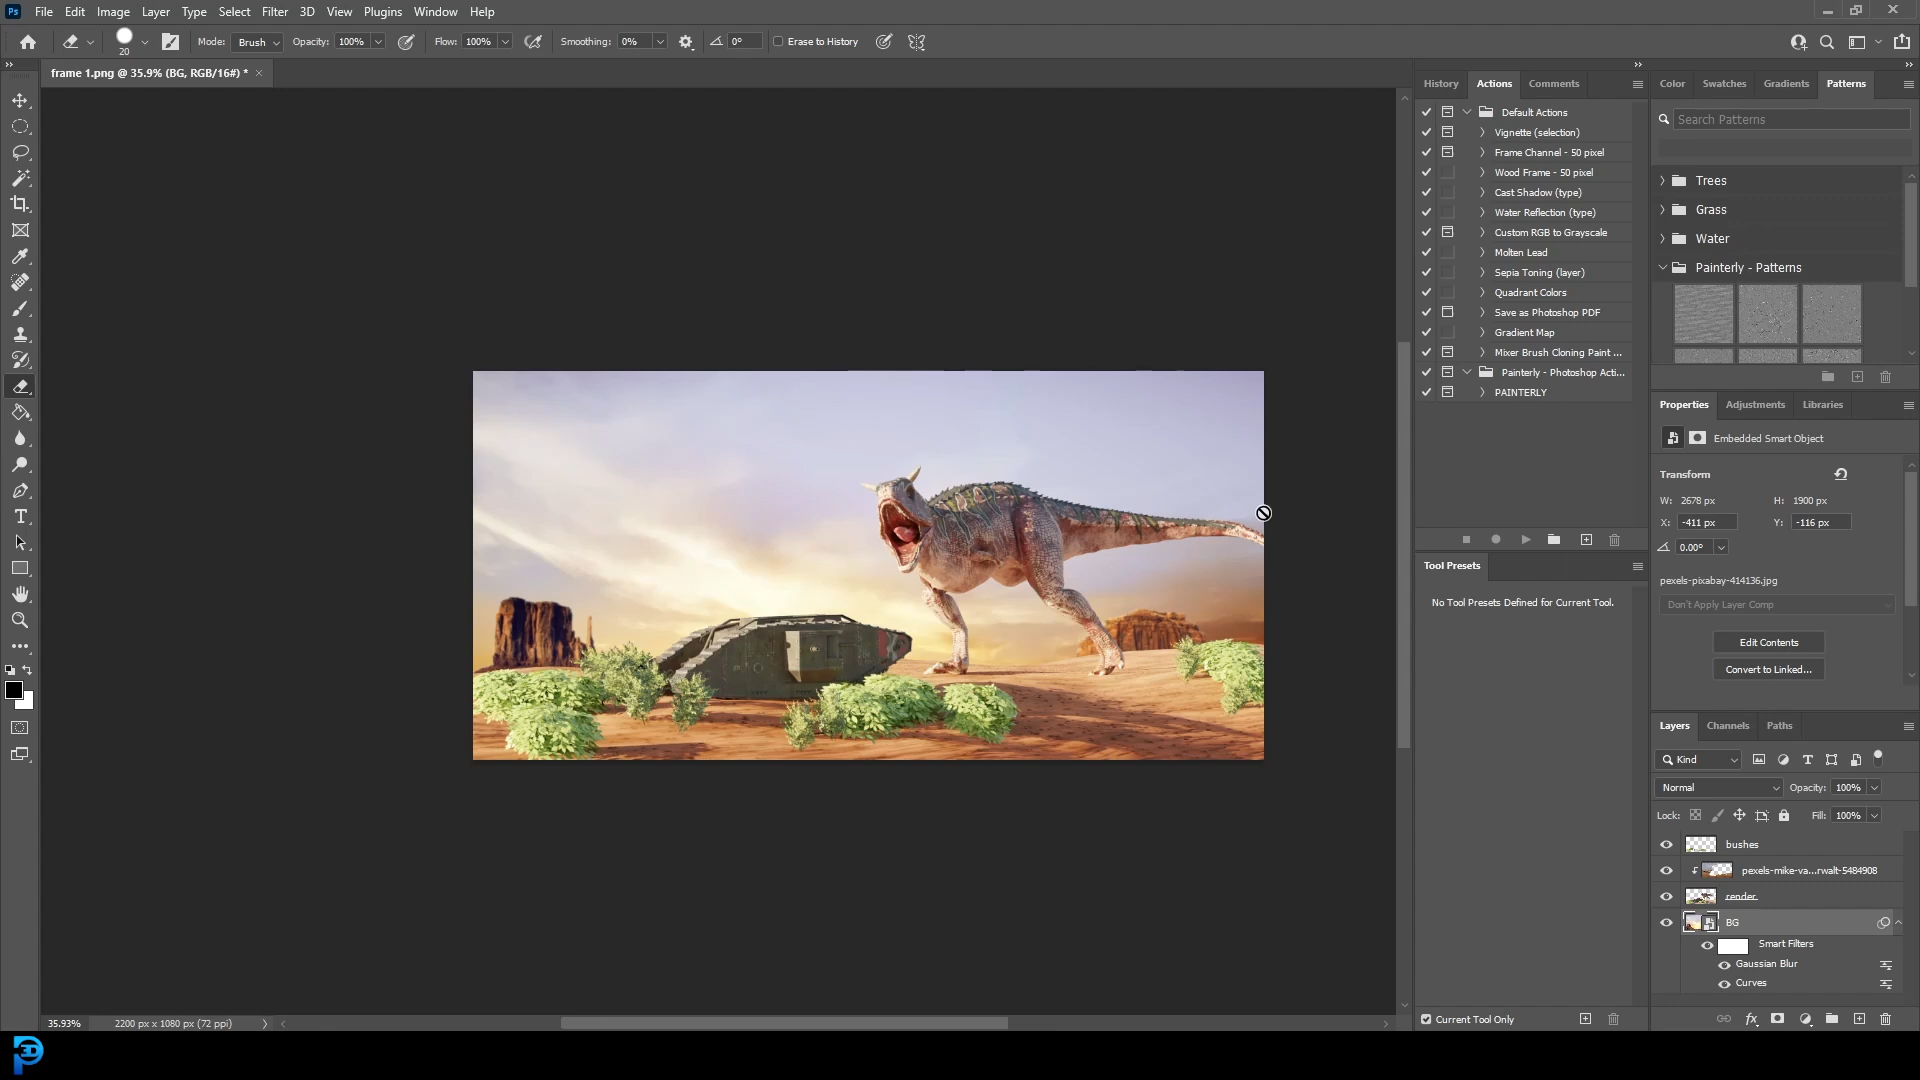 Ps File Edit Image Layer Type Select Filter 3D View Plugins Window Help
20 Mode: Brush Opacity: 100% Flow: 100% Smoothing: 0% 0° Erase to History
frame 1.png @ 35.9% (BG, RGB/16#) * ×
History Actions Comments
Default Actions
Vignette (selection)
Frame Channel - 50 pixel
Wood Frame - 50 pixel
Cast Shadow (type)
Water Reflection (type)
Custom RGB to Grayscale
Molten Lead
Sepia Toning (layer)
Quadrant Colors
Save as Photoshop PDF
Gradient Map
Mixer Brush Cloning Paint ...
Painterly - Photoshop Acti...
PAINTERLY
Tool Presets
No Tool Presets Defined for Current Tool.
Current Tool Only
Color Swatches Gradients Patterns
Search Patterns
Trees
Grass
Water
Painterly - Patterns
Properties Adjustments Libraries
Embedded Smart Object
Transform
W: 2678 px H: 1900 px
X: -411 px Y: -116 px
0.00°
pexels-pixabay-414136.jpg
Don't Apply Layer Comp
Edit Contents
Convert to Linked...
Layers Channels Paths
Kind
Normal Opacity: 100%
Lock: Fill: 100%
bushes
pexels-mike-va...rwalt-5484908
render
BG
Smart Filters
Gaussian Blur
Curves
35.93% 2200 px x 1080 px (72 ppi)